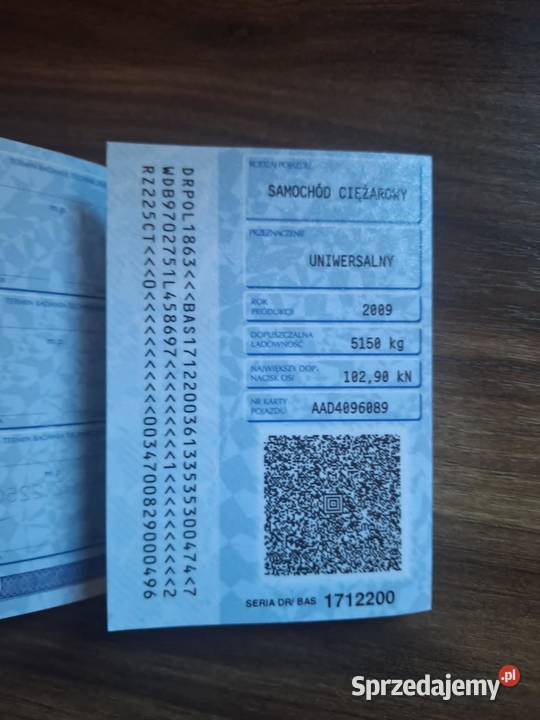 RODZAJ POJAZDU
SAMOCHÓD CIĘŻAROWY
PRZEZNACZENIE
UNIWERSALNY
ROK
PRODUKCJI
2009
DOPUSZCZALNA
ŁADOWNOŚĆ
5150 kg
NAJWIĘKSZY DOP.
NACISK OSI
102,90 kN
NR KARTY
POJAZDU
AAD4096089
SERIA DR/ BAS 1712200
DRPOL1863<<<BAS171220036133535300474<7
WDB9702751L458697<<<<<<<<<1<<<<<<<<<<2
RZ225CT<<<0<<<<<<<<<<0034700829000496
Sprzedajemy.pl